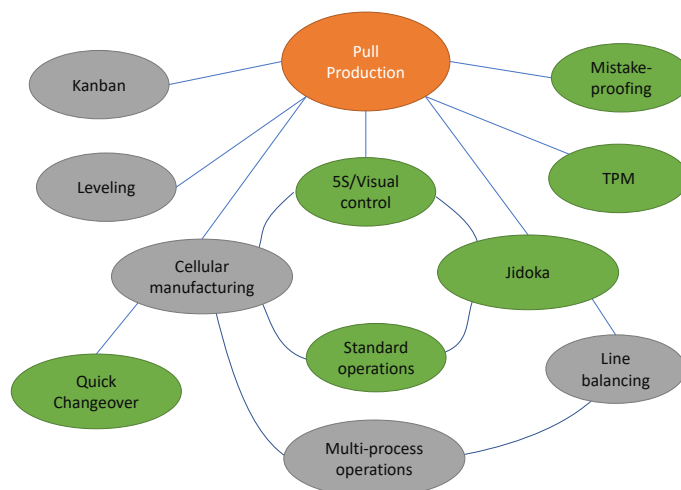 Pull
Production
Kanban
Mistake-
proofing
Leveling
5S/Visual
control
TPM
Cellular
manufacturing
Jidoka
Standard
operations
Line
balancing
Quick
Changeover
Multi-process
operations